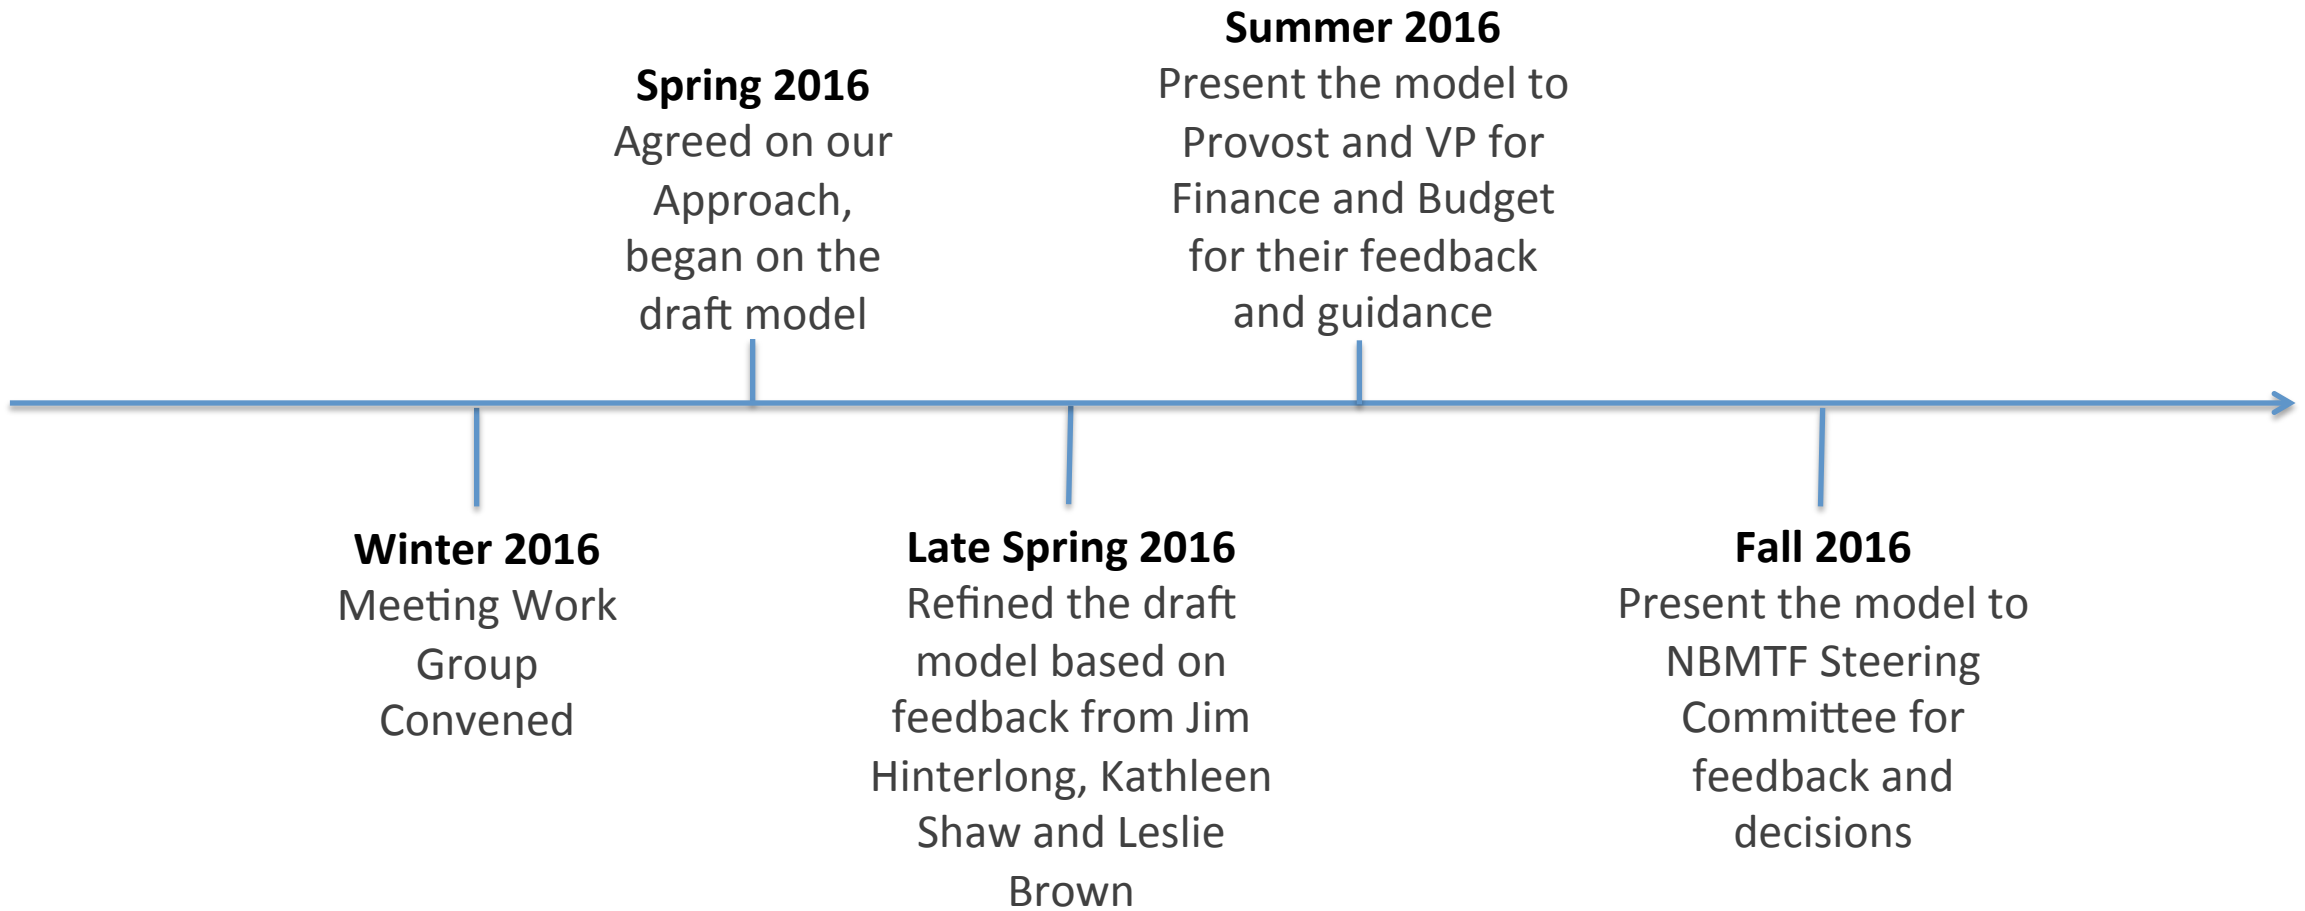 Summer 2016
Present the model to
Provost and VP for
Finance and Budget
for their feedback
and guidance
Spring 2016
Agreed on our
Approach,
began on the
draft model
Winter 2016
Meeting Work
Group
Convened
Late Spring 2016
Refined the draft
model based on
feedback from Jim
Hinterlong, Kathleen
Shaw and Leslie
Brown
Fall 2016
Present the model to
NBMTF Steering
Committee for
feedback and
decisions